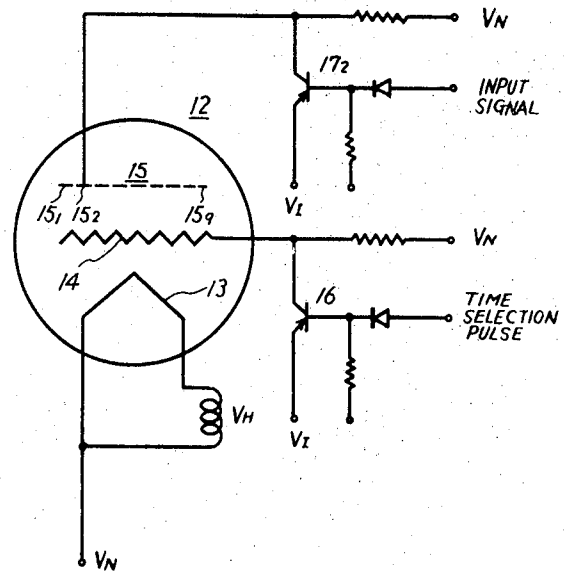 VN
17₂
INPUT
SIGNAL
12
15
15₁ 15₂ 15₉
VI
VN
14
13
16
TIME
SELECTION
PULSE
VH
VI
VN